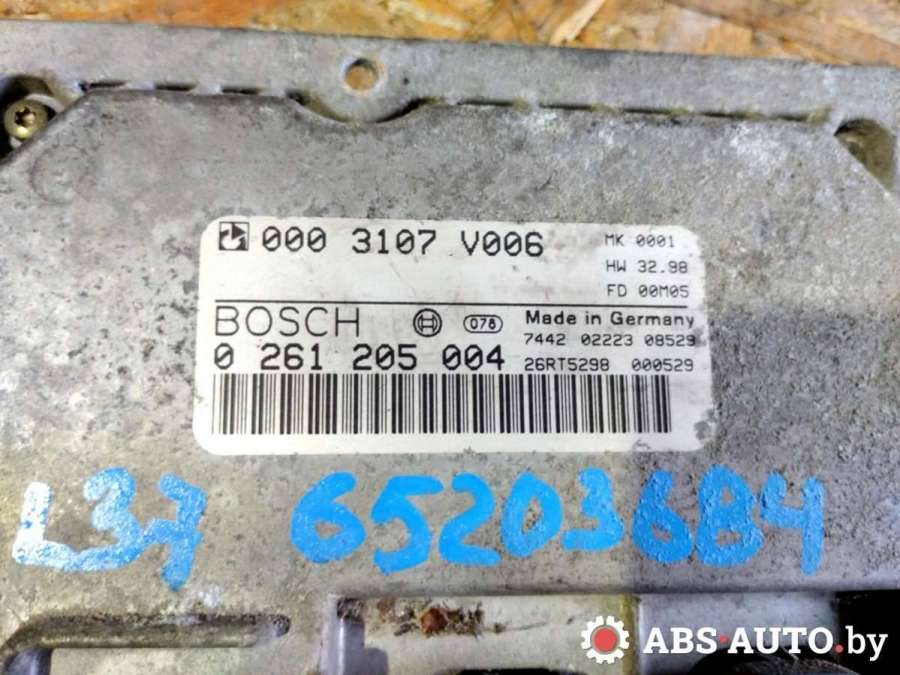 000 3107 V006 MK 0001
HW 32.98
FD 00M05
BOSCH 078 Made in Germany
7442 02223 08529
0 261 205 004 26RT5298 000529
L37 65203684
ABS-AUTO.by